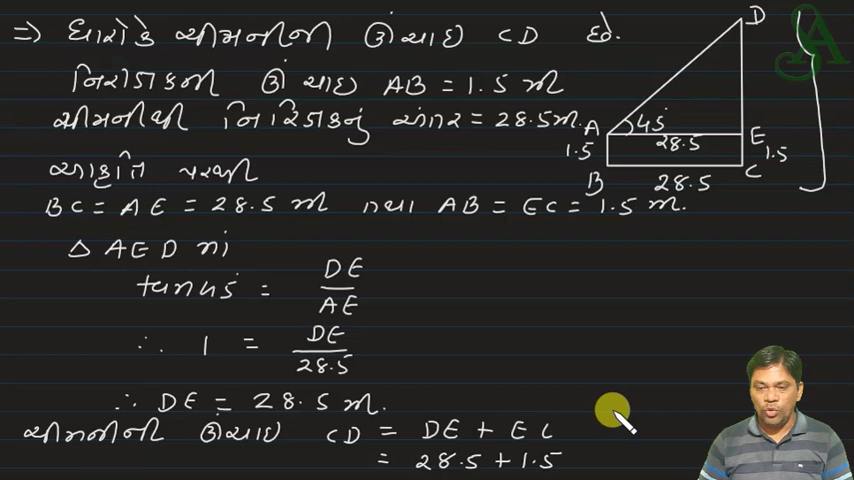 ⇒ ધારોકે ચીમનીની ઊંચાઇ CD છે.
નિરીક્ષકની ઊંચાઇ AB = 1.5 મી
ચીમનીથી નિરિક્ષકનું અંતર = 28.5મી.
આકૃતિ પરથી
BC = AE = 28.5 મી તથા AB = EC = 1.5 મી.
Δ AED ની
tan45 = DE / AE
∴ 1 = DE / 28.5
∴ DE = 28.5 મી.
ચીમનીની ઊંચાઇ CD = DE + EC
= 28.5 + 1.5
D
A 45° E
1.5 28.5 1.5
B 28.5 C